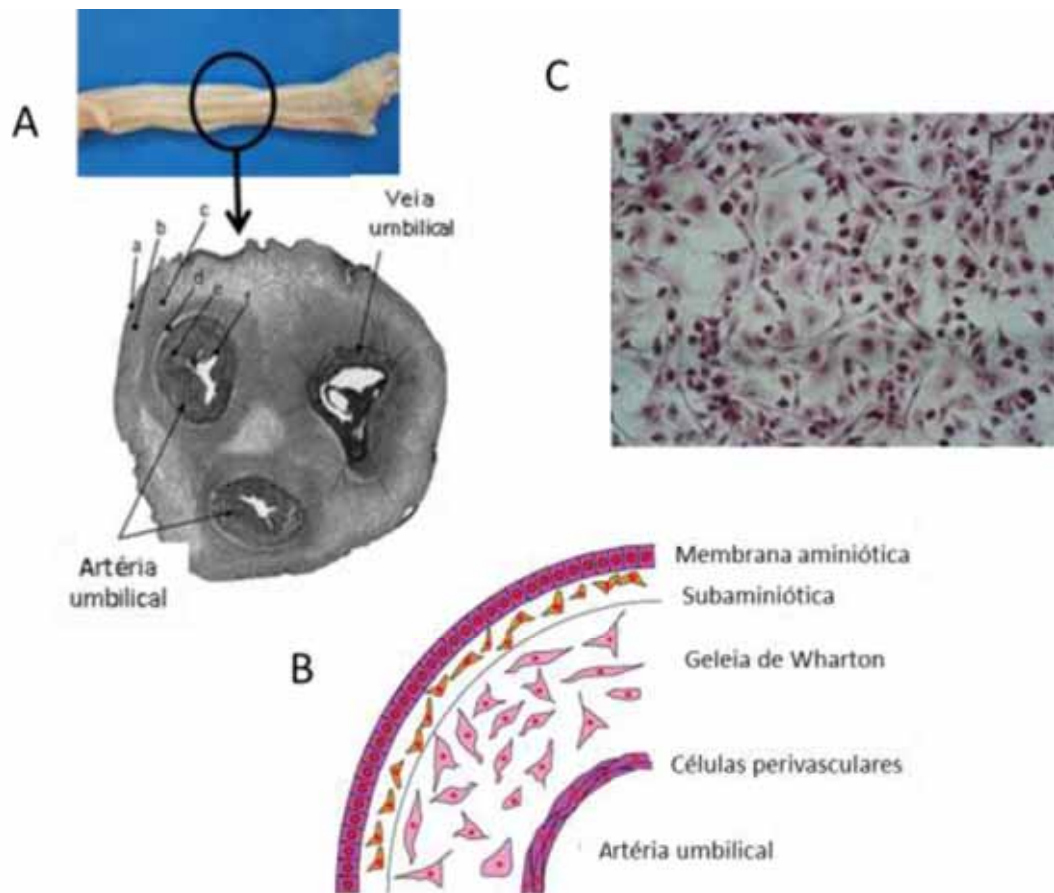 A
C
Veia
umbilical
c
b
a
d
e
Artéria
umbilical
B
Membrana aminiótica
Subaminiótica
Geleia de Wharton
Células perivasculares
Artéria umbilical